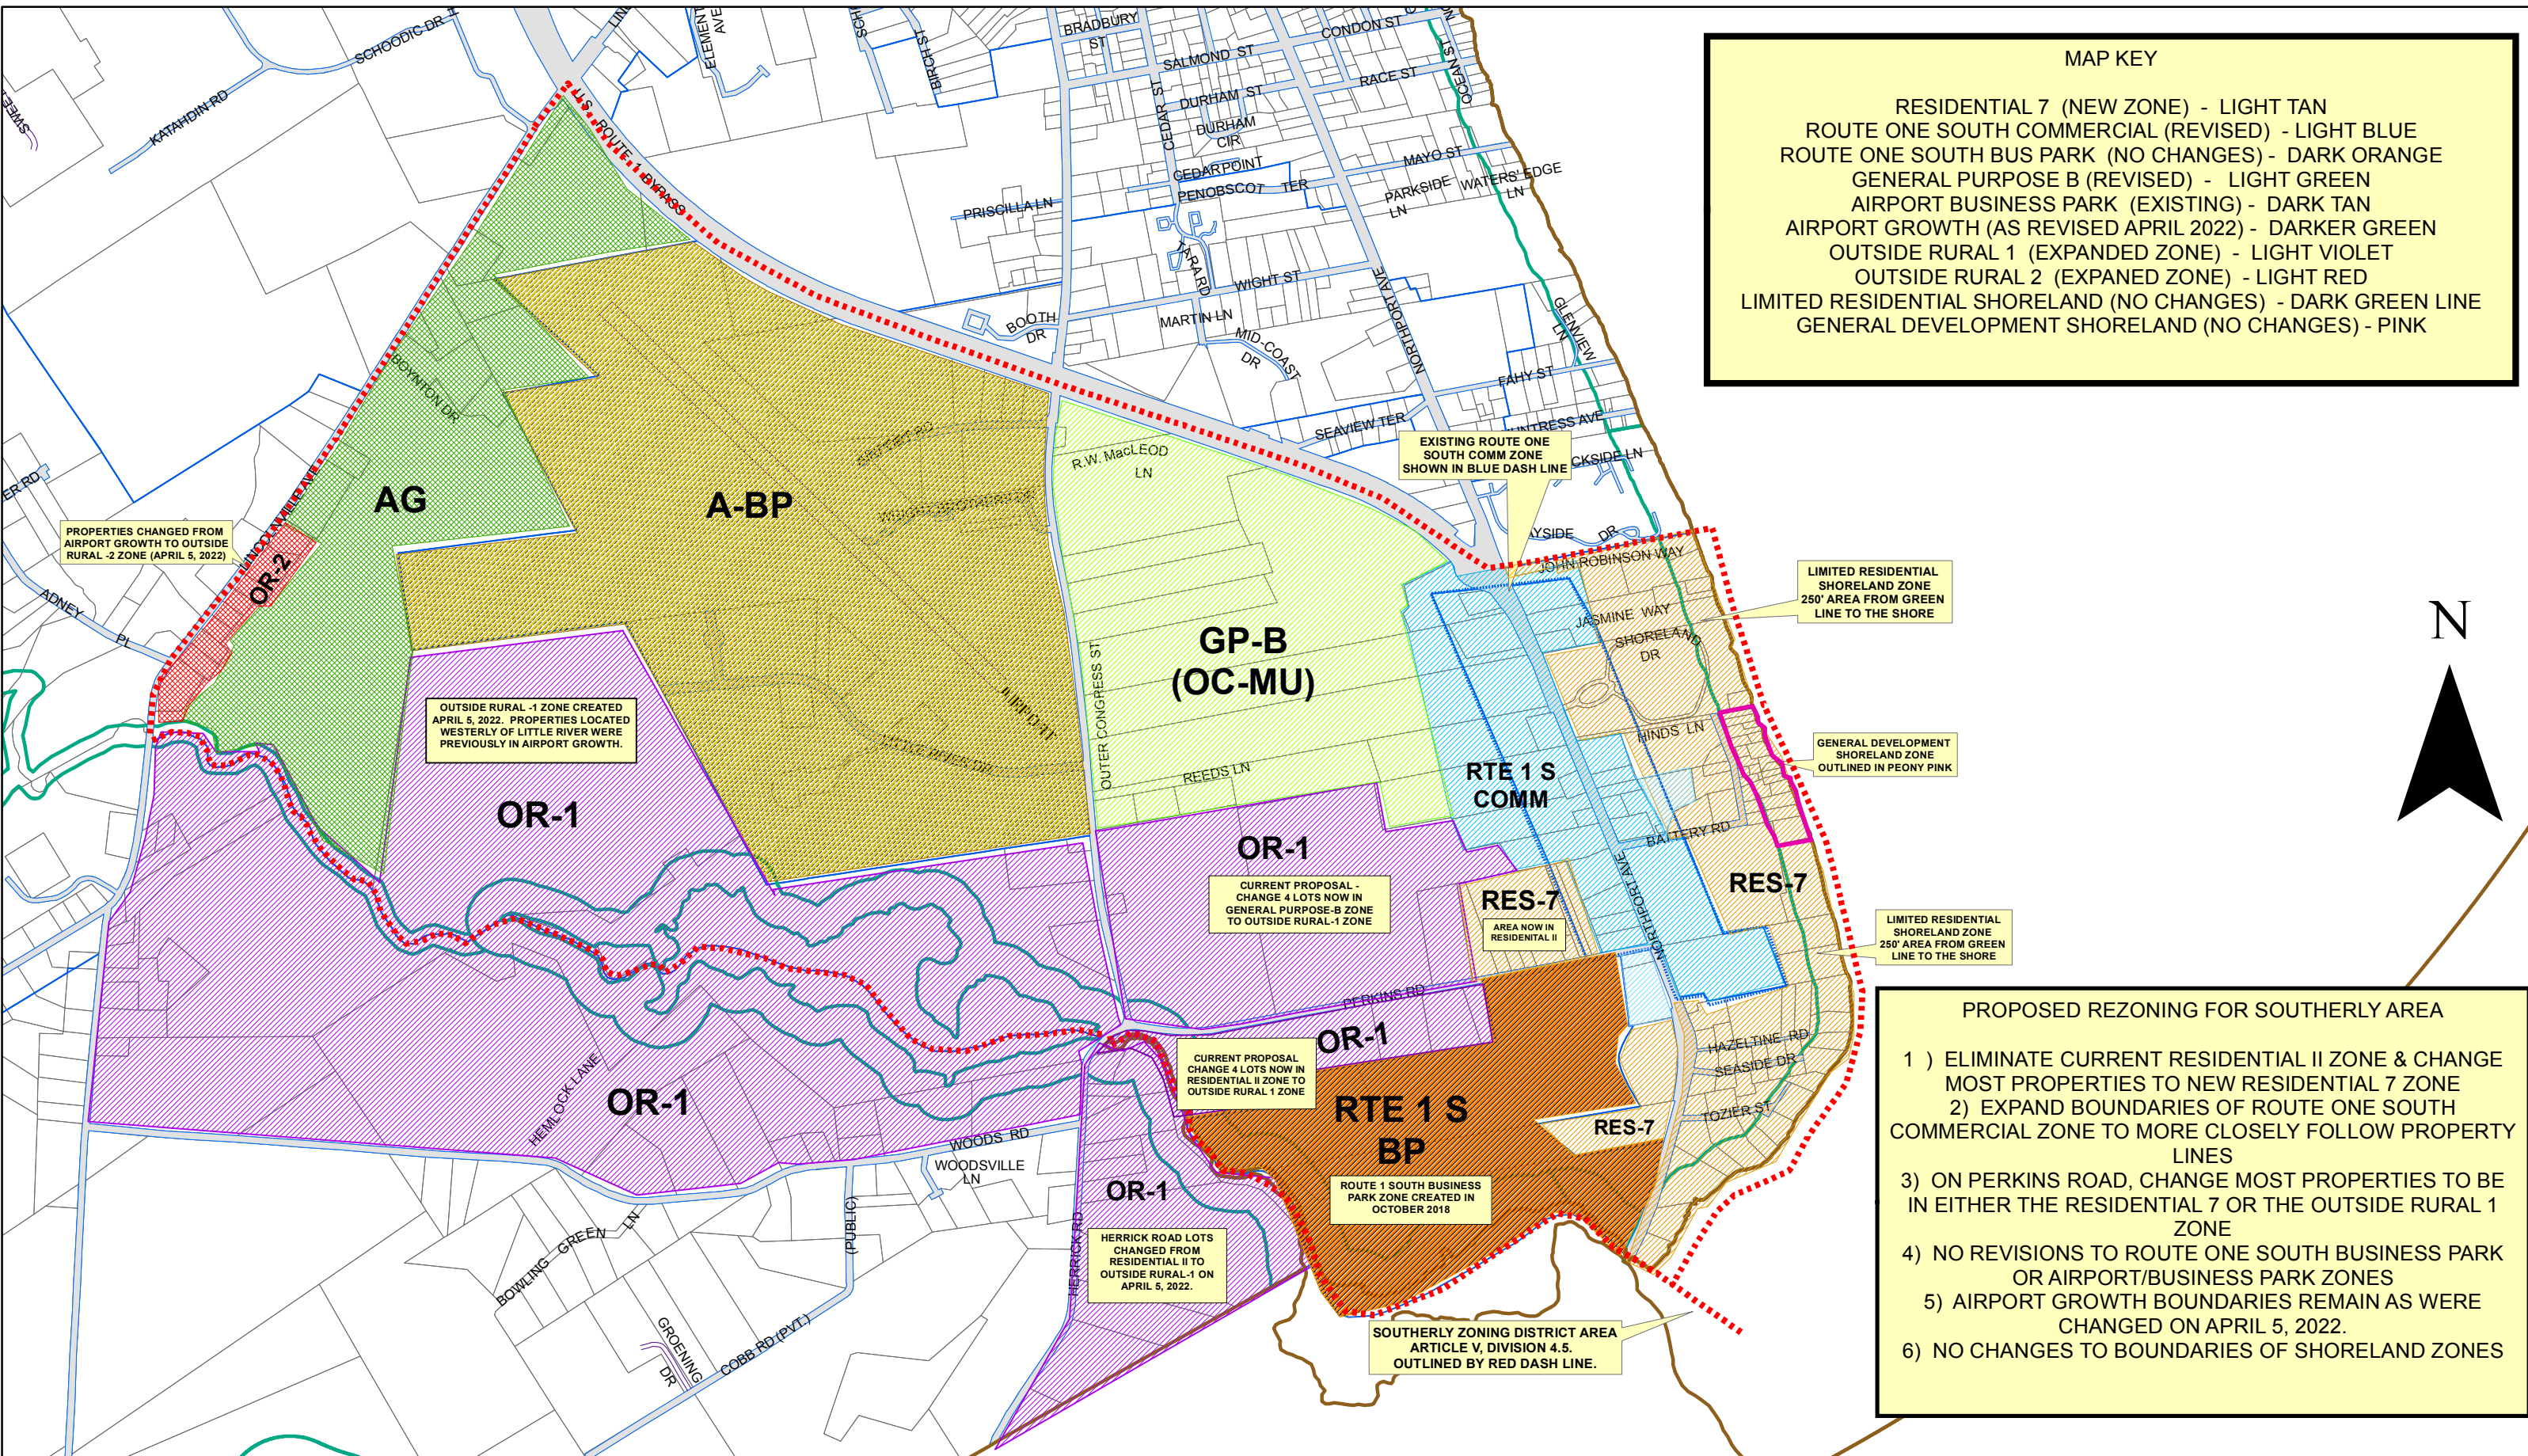 MAP KEY
RESIDENTIAL 7 (NEW ZONE) - LIGHT TAN
ROUTE ONE SOUTH COMMERCIAL (REVISED) - LIGHT BLUE
ROUTE ONE SOUTH BUS PARK (NO CHANGES) - DARK ORANGE
GENERAL PURPOSE B (REVISED) - LIGHT GREEN
AIRPORT BUSINESS PARK (EXISTING) - DARK TAN
AIRPORT GROWTH (AS REVISED APRIL 2022) - DARKER GREEN
OUTSIDE RURAL 1 (EXPANDED ZONE) - LIGHT VIOLET
OUTSIDE RURAL 2 (EXPANED ZONE) - LIGHT RED
LIMITED RESIDENTIAL SHORELAND (NO CHANGES) - DARK GREEN LINE
GENERAL DEVELOPMENT SHORELAND (NO CHANGES) - PINK
SCHOODIC DR
KATAHDIN RD
AVE
BIRCH ST
BRADBURY
ST
SALMOND ST
CONDON ST
OCEAN ST
CEDAR ST
DURHAM ST
RACE ST
DURHAM
CIR
CEDARPOINT
MAYO ST
PENOBSCOT TER
PARKSIDE
LN
WATERS' EDGE
LN
PRISCILLA LN
TARA RD
WIGHT ST
NORTHPORT AVE
MARTIN LN
BOOTH
DR
MID-COAST
DR
GLENVIEW
LN
FAHY ST
SEAVIEW TER
U.S. ROUTE 1 BYPASS
EXISTING ROUTE ONE
SOUTH COMM ZONE
SHOWN IN BLUE DASH LINE
CKSIDE LN
AYSIDE DR
BOYNTON DR
R.W. MacLEOD
LN
AG
A-BP
AIRPORT
LITTLE RIVER DR
PROPERTIES CHANGED FROM
AIRPORT GROWTH TO OUTSIDE
RURAL -2 ZONE (APRIL 5, 2022)
LINCOLNVILLE AVE
OR-2
ADNEY PL
ER RD
JOHN ROBINSON WAY
JASMINE WAY
SHORELAND
DR
LIMITED RESIDENTIAL
SHORELAND ZONE
250' AREA FROM GREEN
LINE TO THE SHORE
N
GP-B
(OC-MU)
OUTER CONGRESS ST
REEDS LN
HINDS LN
OUTSIDE RURAL -1 ZONE CREATED
APRIL 5, 2022. PROPERTIES LOCATED
WESTERLY OF LITTLE RIVER WERE
PREVIOUSLY IN AIRPORT GROWTH.
GENERAL DEVELOPMENT
SHORELAND ZONE
OUTLINED IN PEONY PINK
OR-1
RTE 1 S
COMM
BATTERY RD
OR-1
CURRENT PROPOSAL -
CHANGE 4 LOTS NOW IN
GENERAL PURPOSE-B ZONE
TO OUTSIDE RURAL-1 ZONE
RES-7
AREA NOW IN
RESIDENITAL II
NORTHPORT AVE
RES-7
LIMITED RESIDENTIAL
SHORELAND ZONE
250' AREA FROM GREEN
LINE TO THE SHORE
PERKINS RD
OR-1
CURRENT PROPOSAL
CHANGE 4 LOTS NOW IN
RESIDENTIAL II ZONE TO
OUTSIDE RURAL 1 ZONE
HAZELTINE RD
SEASIDE DR
TOZIER ST
HEMLOCK LANE
OR-1
RTE 1 S
BP
RES-7
WOODS RD
WOODSVILLE
LN
OR-1
ROUTE 1 SOUTH BUSINESS
PARK ZONE CREATED IN
OCTOBER 2018
HERRICK RD
HERRICK ROAD LOTS
CHANGED FROM
RESIDENTIAL II TO
OUTSIDE RURAL-1 ON
APRIL 5, 2022.
BOWLING GREEN LN
(PUBLIC)
GROENING
DR
COBB RD (PVT.)
SOUTHERLY ZONING DISTRICT AREA
ARTICLE V, DIVISION 4.5.
OUTLINED BY RED DASH LINE.
PROPOSED REZONING FOR SOUTHERLY AREA
1 ) ELIMINATE CURRENT RESIDENTIAL II ZONE & CHANGE
MOST PROPERTIES TO NEW RESIDENTIAL 7 ZONE
2) EXPAND BOUNDARIES OF ROUTE ONE SOUTH
COMMERCIAL ZONE TO MORE CLOSELY FOLLOW PROPERTY
LINES
3) ON PERKINS ROAD, CHANGE MOST PROPERTIES TO BE
IN EITHER THE RESIDENTIAL 7 OR THE OUTSIDE RURAL 1
ZONE
4) NO REVISIONS TO ROUTE ONE SOUTH BUSINESS PARK
OR AIRPORT/BUSINESS PARK ZONES
5) AIRPORT GROWTH BOUNDARIES REMAIN AS WERE
CHANGED ON APRIL 5, 2022.
6) NO CHANGES TO BOUNDARIES OF SHORELAND ZONES